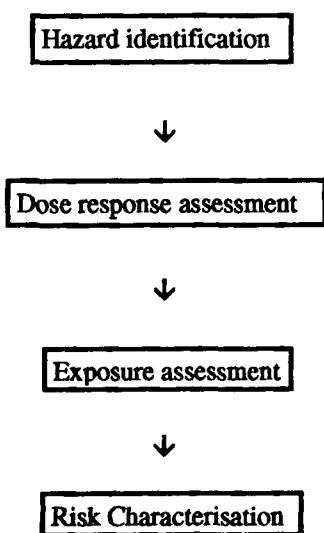 Hazard identification
Dose response assessment
Exposure assessment
Risk Characterisation